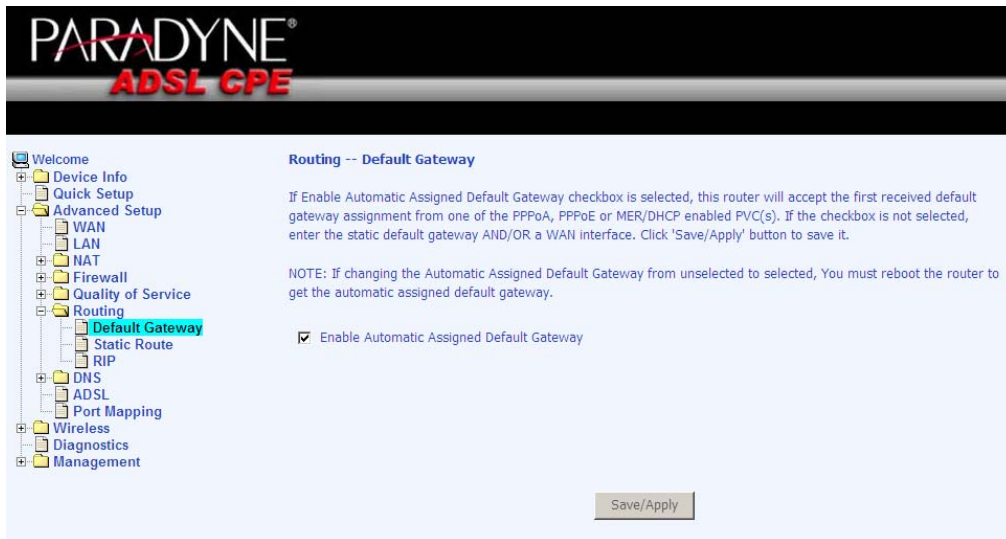 PARADYNE®
ADSL CPE
Welcome
Device Info
Quick Setup
Advanced Setup
WAN
LAN
NAT
Firewall
Quality of Service
Routing
Default Gateway
Static Route
RIP
DNS
ADSL
Port Mapping
Wireless
Diagnostics
Management
Routing -- Default Gateway
If Enable Automatic Assigned Default Gateway checkbox is selected, this router will accept the first received default
gateway assignment from one of the PPPoA, PPPoE or MER/DHCP enabled PVC(s). If the checkbox is not selected,
enter the static default gateway AND/OR a WAN interface. Click 'Save/Apply' button to save it.
NOTE: If changing the Automatic Assigned Default Gateway from unselected to selected, You must reboot the router to
get the automatic assigned default gateway.
Enable Automatic Assigned Default Gateway
Save/Apply